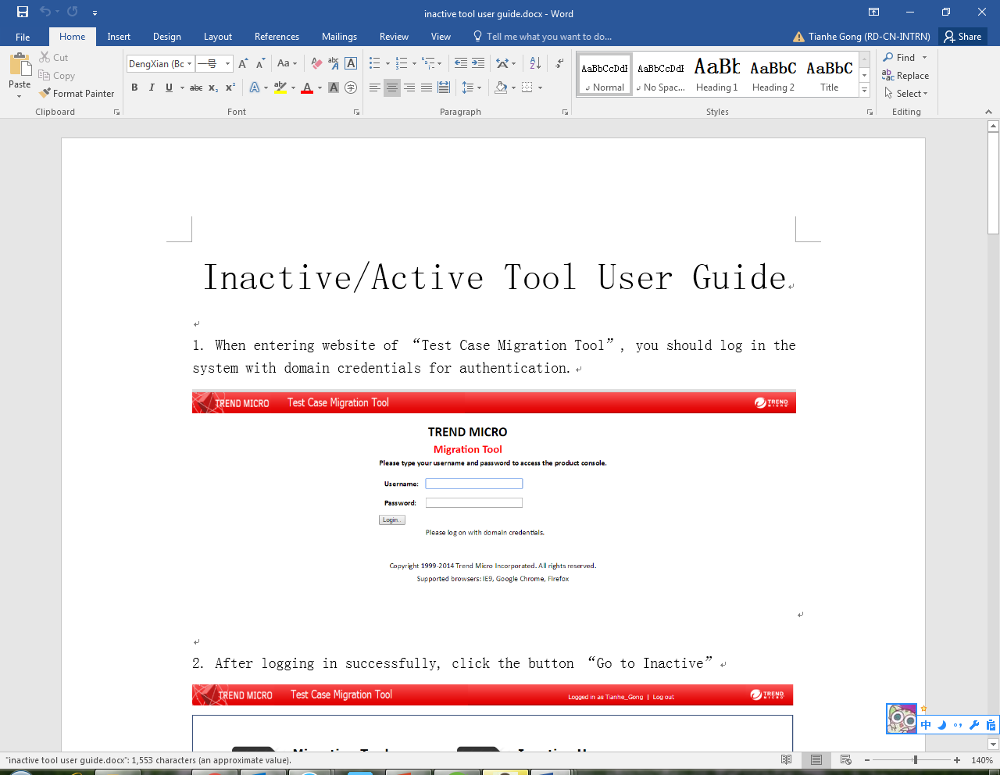 inactive tool user guide.docx - Word
File
Home
Insert
Design
Layout
References
Mailings
Review
View
Tell me what you want to do...
Tianhe Gong (RD-CN-INTRN)
Share
Paste
Cut
Copy
Format Painter
Clipboard
DengXian (Bc
一号
Font
Paragraph
AaBbCcDdE
Normal
AaBbCcDdE
No Spac...
AaBb
Heading 1
AaBbC
Heading 2
AaBbC
Title
Styles
Find
Replace
Select
Editing
Inactive/Active Tool User Guide
1. When entering website of “Test Case Migration Tool”, you should log in the
system with domain credentials for authentication.
TREND MICRO Test Case Migration Tool
TREND MICRO
TREND MICRO
Migration Tool
Please type your username and password to access the product console.
Username:
Password:
Login..
Please log on with domain credentials.
Copyright 1999-2014 Trend Micro Incorporated. All rights reserved.
Supported browsers: IE9, Google Chrome, Firefox
2. After logging in successfully, click the button “Go to Inactive”
TREND MICRO Test Case Migration Tool
Logged in as Tianhe_Gong | Log out
TREND MICRO
中
"inactive tool user guide.docx": 1,553 characters (an approximate value).
140%